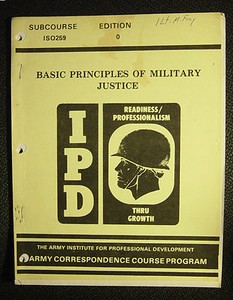 SUBCOURSE EDITION
ISO259 0
BASIC PRINCIPLES OF MILITARY
JUSTICE
IPD
READINESS/
PROFESSIONALISM
THRU
GROWTH
THE ARMY INSTITUTE FOR PROFESSIONAL DEVELOPMENT
ARMY CORRESPONDENCE COURSE PROGRAM